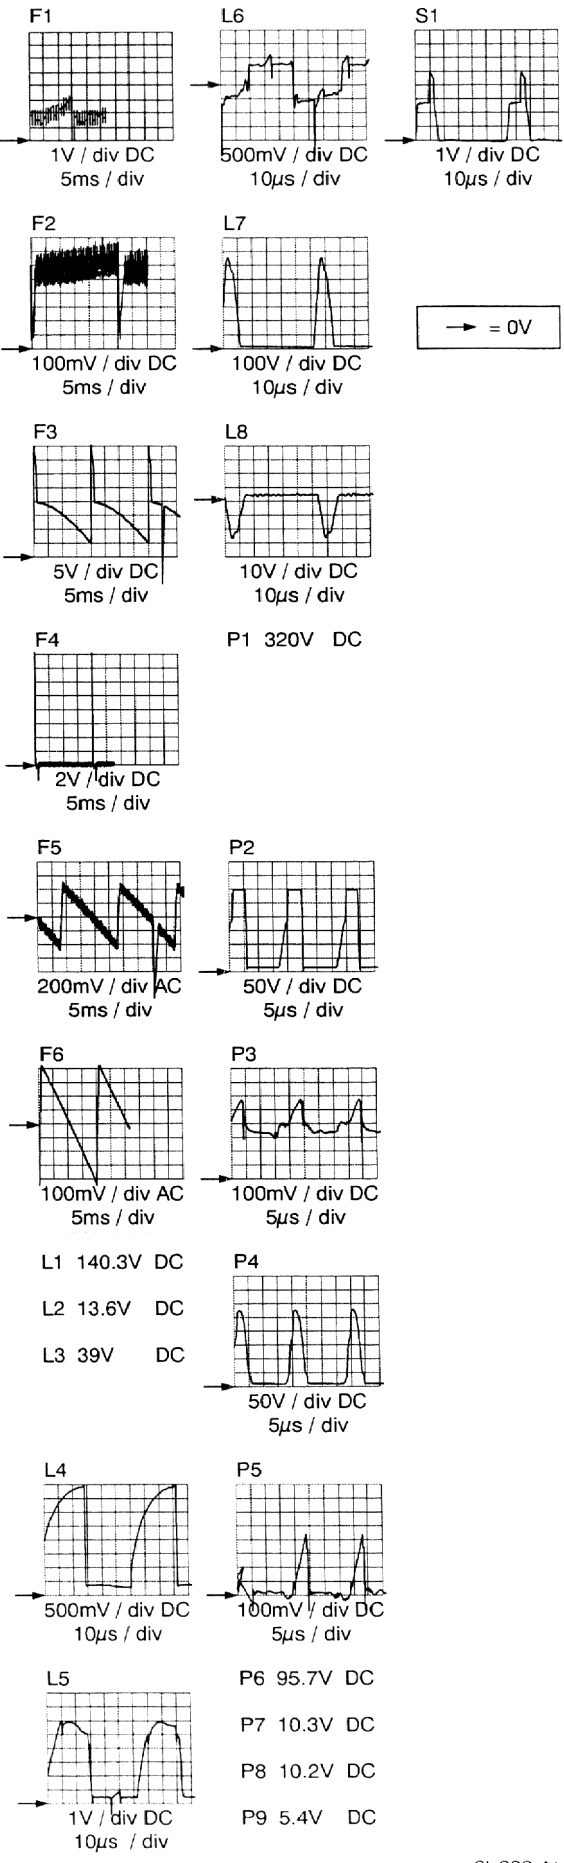 F1
1V / div DC
5ms / div
L6
500mV / div DC
10µs / div
S1
1V / div DC
10µs / div
F2
100mV / div DC
5ms / div
L7
100V / div DC
10µs / div
= 0V
F3
5V / div DC
5ms / div
L8
10V / div DC
10µs / div
F4
2V / div DC
5ms / div
P1 320V DC
F5
200mV / div AC
5ms / div
P2
50V / div DC
5µs / div
F6
100mV / div AC
5ms / div
P3
100mV / div DC
5µs / div
L1 140.3V DC
L2 13.6V DC
L3 39V DC
P4
50V / div DC
5µs / div
L4
500mV / div DC
10µs / div
P5
100mV / div DC
5µs / div
L5
1V / div DC
10µs / div
P6 95.7V DC
P7 10.3V DC
P8 10.2V DC
P9 5.4V DC